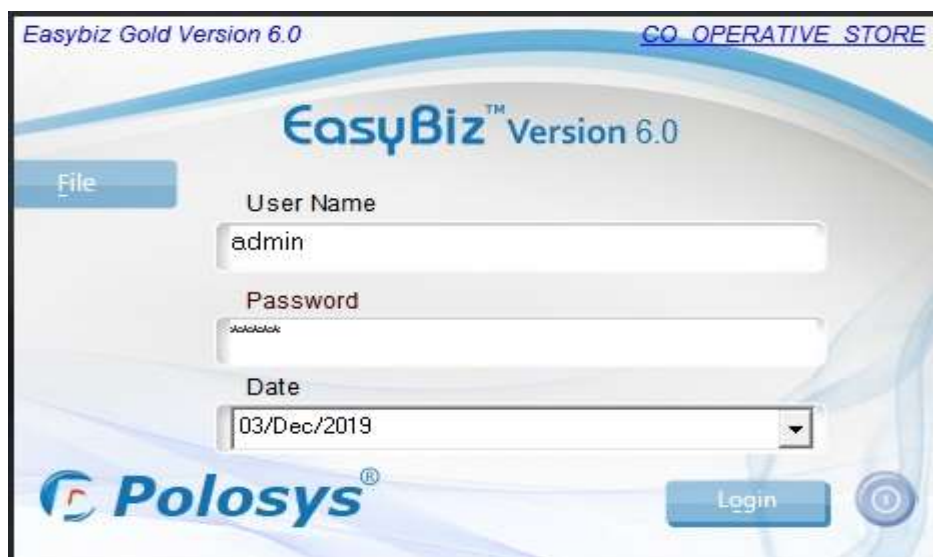 Easybiz Gold Version 6.0
CO OPERATIVE STORE
EasyBiz™ Version 6.0
File
User Name
admin
Password
*****
Date
03/Dec/2019
Polosys®
Login